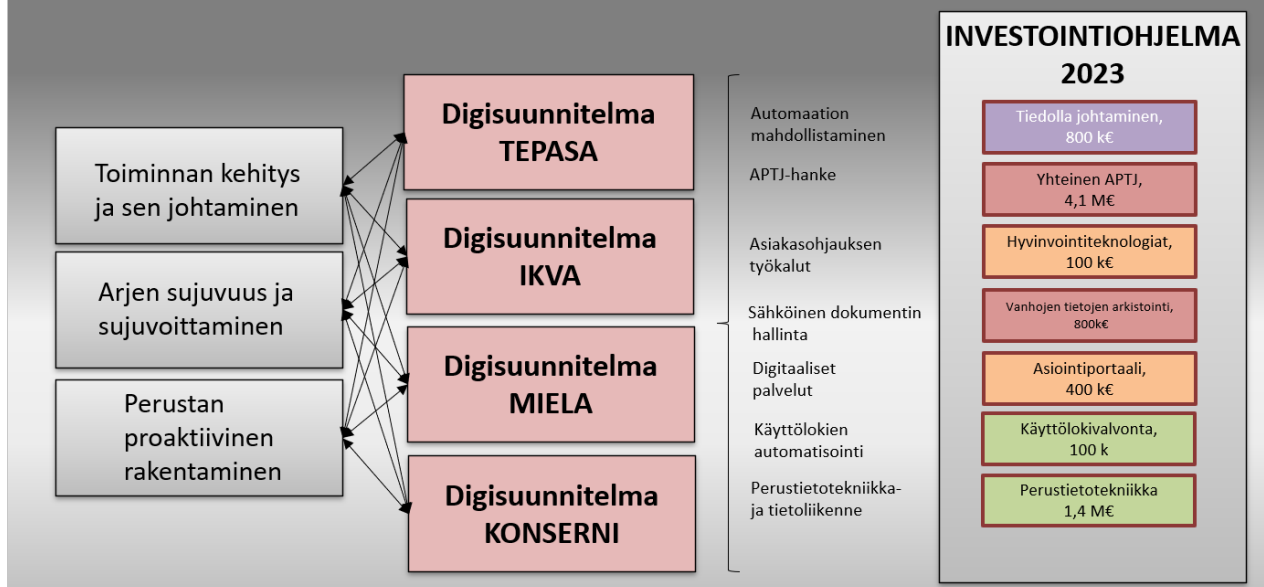 Toiminnan kehitys
ja sen johtaminen
Arjen sujuvuus ja
sujuvoittaminen
Perustan
proaktiivinen
rakentaminen
Digisuunnitelma
TEPASA
Digisuunnitelma
IKVA
Digisuunnitelma
MIELA
Digisuunnitelma
KONSERNI
Automaation
mahdollistaminen
APTJ-hanke
Asiakasohjauksen
työkalut
Sähköinen dokumentin
hallinta
Digitaaliset
palvelut
Käyttölokien
automatisointi
Perustietotekniikka-
ja tietoliikenne
INVESTOINTIOHJELMA
2023
Tiedolla johtaminen,
800 k€
Yhteinen APTJ,
4,1 M€
Hyvinvointiteknologiat,
100 k€
Vanhojen tietojen arkistointi,
800k€
Asiointiportaali,
400 k€
Käyttölokivalvonta,
100 k
Perustietotekniikka
1,4 M€